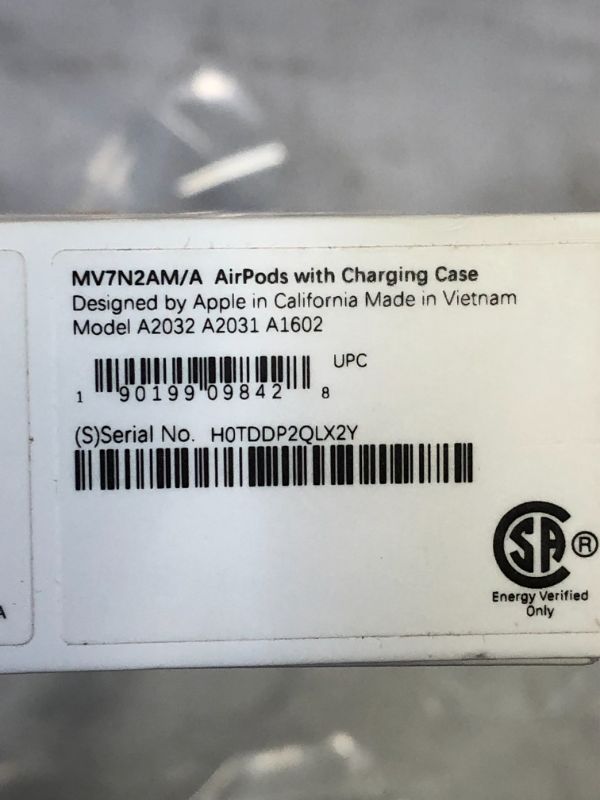 MV7N2AM/A AirPods with Charging Case
Designed by Apple in California Made in Vietnam
Model A2032 A2031 A1602
UPC
1 90199 09842 8
(S)Serial No. H0TDDP2QLX2Y
SA ®
Energy Verified
Only
A